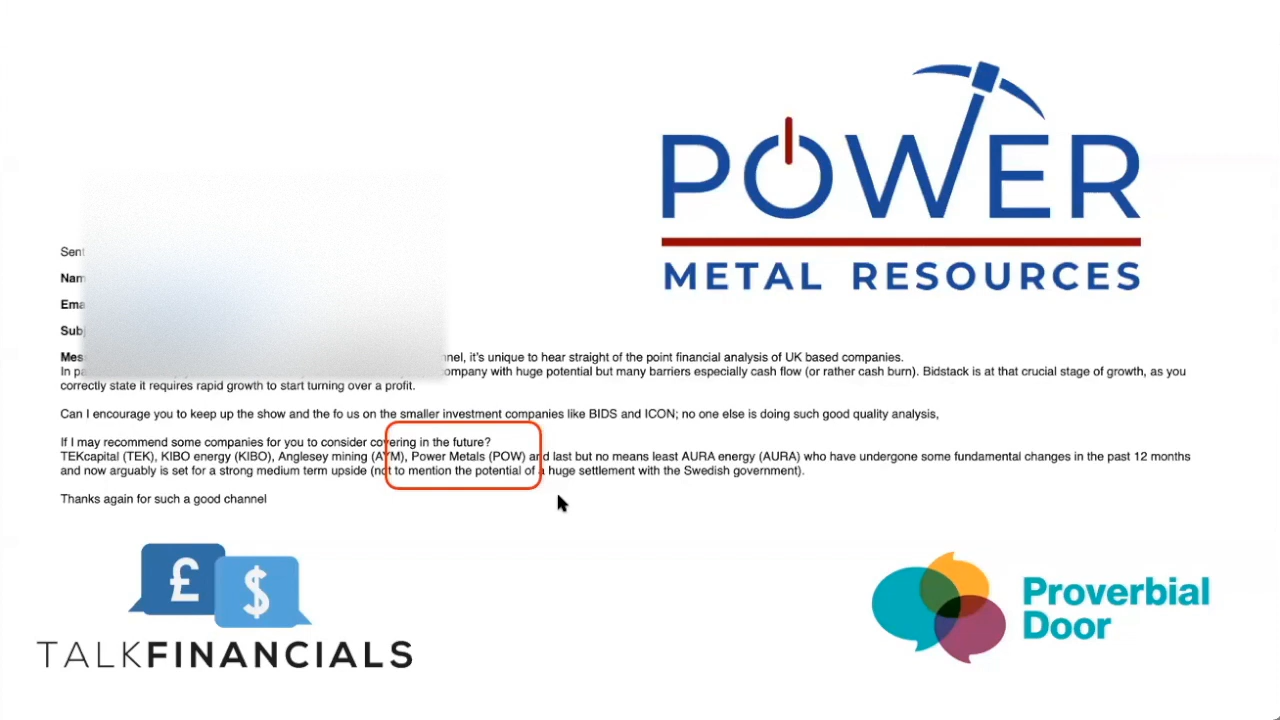 POWER
METAL RESOURCES
Sent
Nam
Ema
Sub
Mes nnel, it's unique to hear straight of the point financial analysis of UK based companies.
In pa ompany with huge potential but many barriers especially cash flow (or rather cash burn). Bidstack is at that crucial stage of growth, as you
correctly state it requires rapid growth to start turning over a profit.
Can I encourage you to keep up the show and the fo us on the smaller investment companies like BIDS and ICON; no one else is doing such good quality analysis,
If I may recommend some companies for you to consider covering in the future?
TEKcapital (TEK), KIBO energy (KIBO), Anglesey mining (AYM), Power Metals (POW) and last but no means least AURA energy (AURA) who have undergone some fundamental changes in the past 12 months
and now arguably is set for a strong medium term upside (not to mention the potential of a huge settlement with the Swedish government).
Thanks again for such a good channel
£ $
TALKFINANCIALS
Proverbial
Door